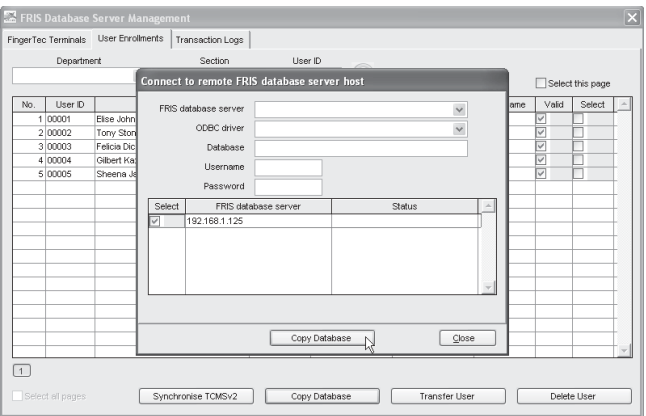 FRIS Database Server Management
FingerTec Terminals User Enrollments Transaction Logs
Department Section User ID
Select this page
Connect to remote FRIS database server host
FRIS database server
ODBC driver
Database
Username
Password
Select FRIS database server Status
192.168.1.125
Copy Database Close
No. User ID ame Valid Select
1 00001 Elise John
2 00002 Tony Ston
3 00003 Felicia Dic
4 00004 Gilbert Ka
5 00005 Sheena Ja
1
Select all pages Synchronise TCMSv2 Copy Database Transfer User Delete User